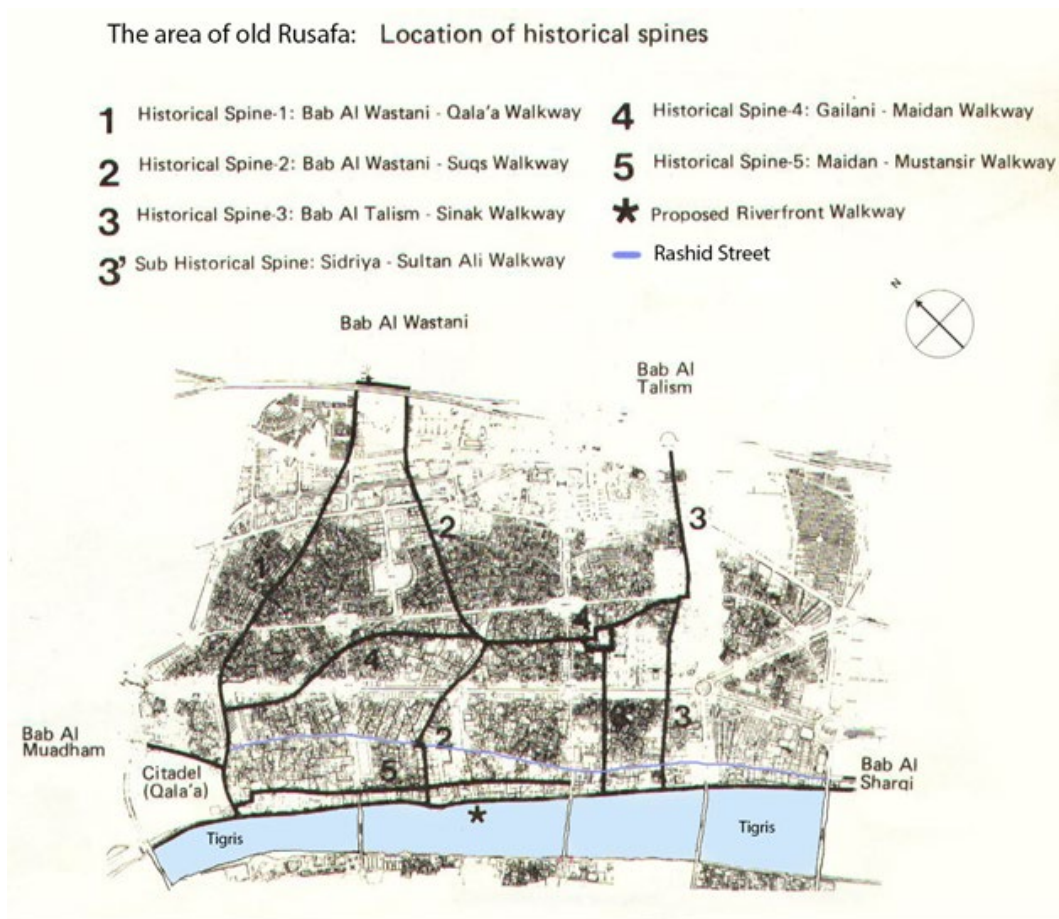 The area of old Rusafa: Location of historical spines
1 Historical Spine-1: Bab Al Wastani - Qala'a Walkway
2 Historical Spine-2: Bab Al Wastani - Suqs Walkway
3 Historical Spine-3: Bab Al Talism - Sinak Walkway
3' Sub Historical Spine: Sidriya - Sultan Ali Walkway
4 Historical Spine-4: Gailani - Maidan Walkway
5 Historical Spine-5: Maidan - Mustansir Walkway
* Proposed Riverfront Walkway
Rashid Street
N
Bab Al Wastani
Bab Al
Talism
3
2
1
4
4
3
2
5
Bab Al
Muadham
Citadel
(Qala'a)
Bab Al
Sharqi
*
Tigris
Tigris